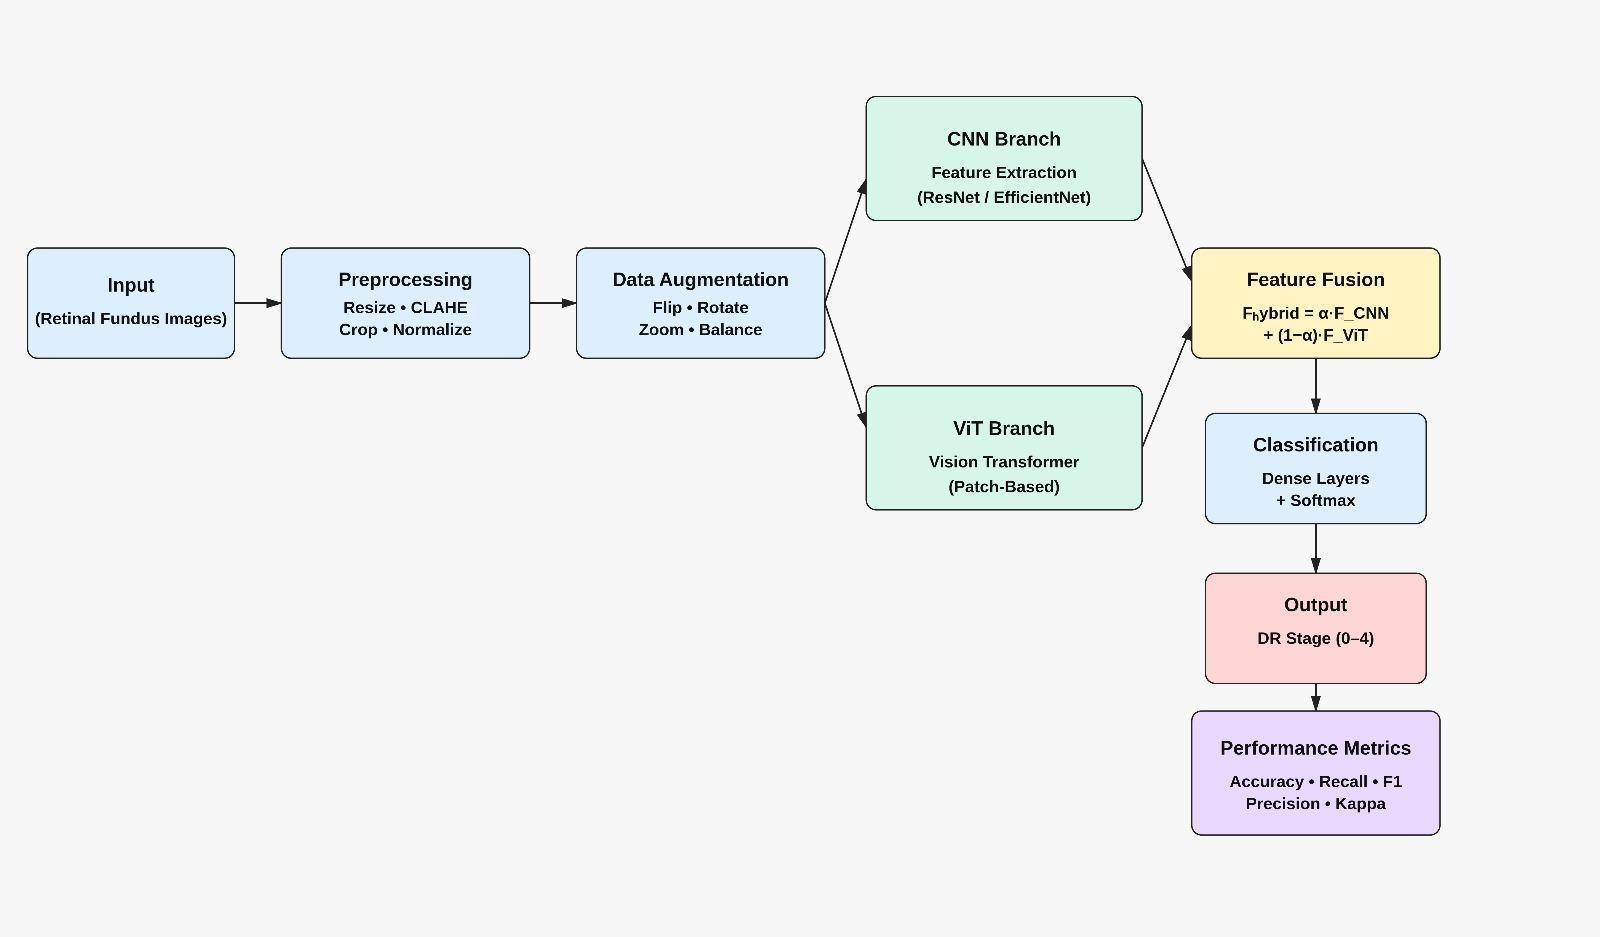 Input
(Retinal Fundus Images)
Preprocessing
Resize • CLAHE
Crop • Normalize
Data Augmentation
Flip • Rotate
Zoom • Balance
CNN Branch
Feature Extraction
(ResNet / EfficientNet)
ViT Branch
Vision Transformer
(Patch-Based)
Feature Fusion
Fₕybrid = α·F_CNN
+ (1−α)·F_ViT
Classification
Dense Layers
+ Softmax
Output
DR Stage (0–4)
Performance Metrics
Accuracy • Recall • F1
Precision • Kappa